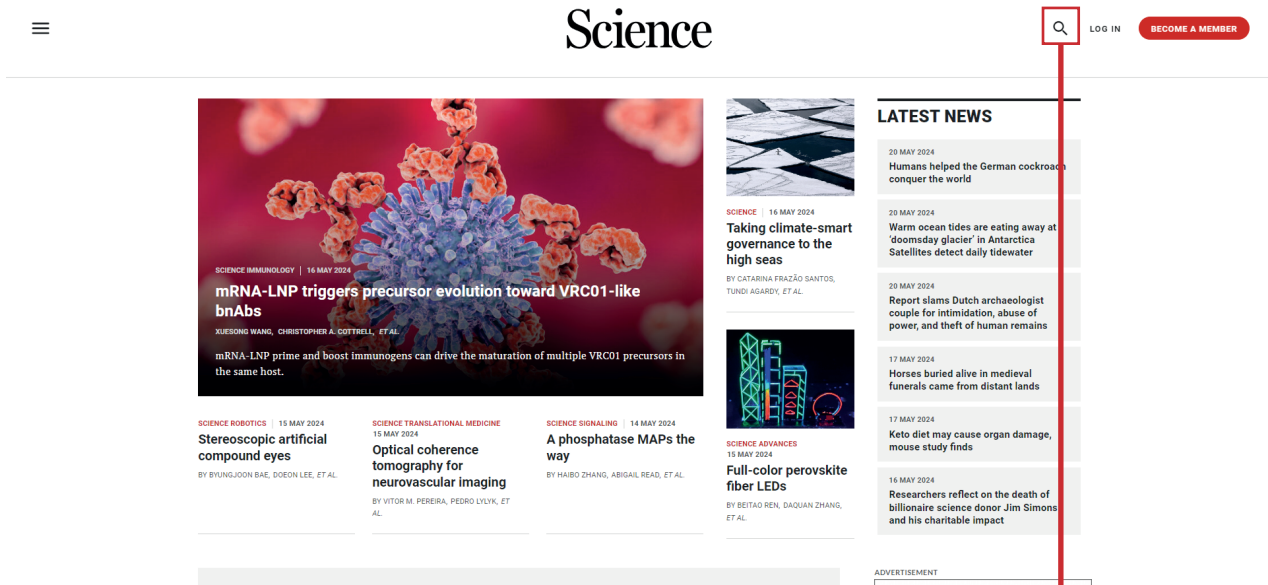 Science
LOG IN
BECOME A MEMBER
SCIENCE IMMUNOLOGY | 16 MAY 2024
mRNA-LNP triggers precursor evolution toward VRC01-like
bnAbs
XUESONG WANG, CHRISTOPHER A. COTTRELL, ET AL.
mRNA-LNP prime and boost immunogens can drive the maturation of multiple VRC01 precursors in
the same host.
SCIENCE ROBOTICS | 15 MAY 2024
Stereoscopic artificial
compound eyes
BY BYUNGJOON BAE, DOEON LEE, ET AL.
SCIENCE TRANSLATIONAL MEDICINE
15 MAY 2024
Optical coherence
tomography for
neurovascular imaging
BY VITOR M. PEREIRA, PEDRO LYLYK, ET
AL.
SCIENCE SIGNALING | 14 MAY 2024
A phosphatase MAPs the
way
BY HAIBO ZHANG, ABIGAIL READ, ET AL.
SCIENCE | 16 MAY 2024
Taking climate-smart
governance to the
high seas
BY CATARINA FRAZÃO SANTOS,
TUNDI AGARDY, ET AL.
SCIENCE ADVANCES
15 MAY 2024
Full-color perovskite
fiber LEDs
BY BEITAO REN, DAQUAN ZHANG,
ET AL.
LATEST NEWS
20 MAY 2024
Humans helped the German cockroach
conquer the world
20 MAY 2024
Warm ocean tides are eating away at
'doomsday glacier' in Antarctica
Satellites detect daily tidewater
20 MAY 2024
Report slams Dutch archaeologist
couple for intimidation, abuse of
power, and theft of human remains
17 MAY 2024
Horses buried alive in medieval
funerals came from distant lands
17 MAY 2024
Keto diet may cause organ damage,
mouse study finds
16 MAY 2024
Researchers reflect on the death of
billionaire science donor Jim Simons
and his charitable impact
ADVERTISEMENT